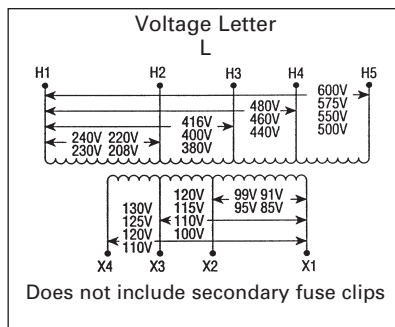 Voltage Letter
L
H1 H2 H3 H4 H5
600V
575V
550V
500V
480V
460V
440V
416V
400V
380V
240V 220V
230V 208V
130V
125V
120V
110V
120V
115V
110V
100V
99V 91V
95V 85V
X4 X3 X2 X1
Does not include secondary fuse clips